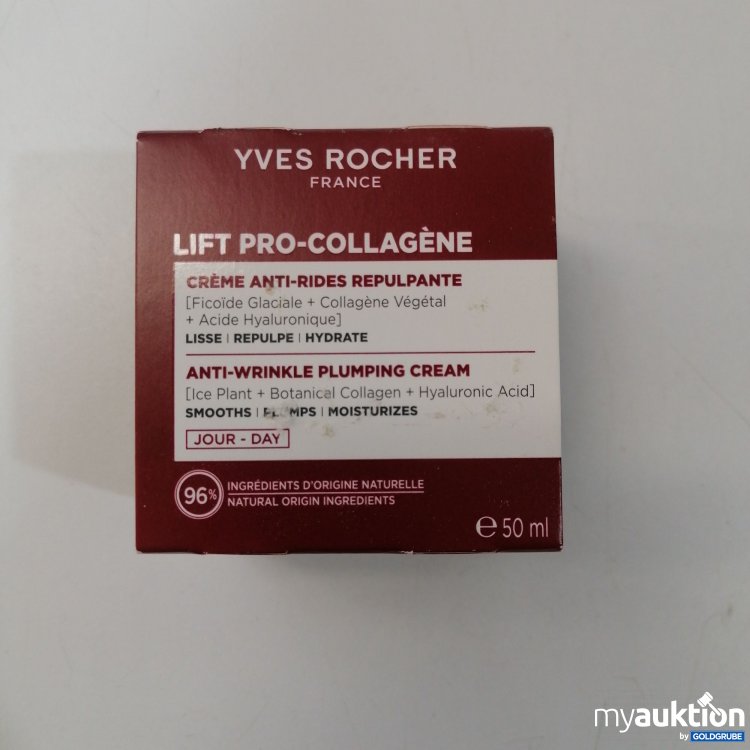 YVES ROCHER
FRANCE
LIFT PRO-COLLAGÈNE
CRÈME ANTI-RIDES REPULPANTE
[Ficoïde Glaciale + Collagène Végétal
+ Acide Hyaluronique]
LISSE | REPULPE | HYDRATE
ANTI-WRINKLE PLUMPING CREAM
[Ice Plant + Botanical Collagen + Hyaluronic Acid]
SMOOTHS | | MOISTURIZES
JOUR - DAY
96% INGRÉDIENTS D'ORIGINE NATURELLE
NATURAL ORIGIN INGREDIENTS
℮ 50 ml
myauktion
by GOLDGRUBE